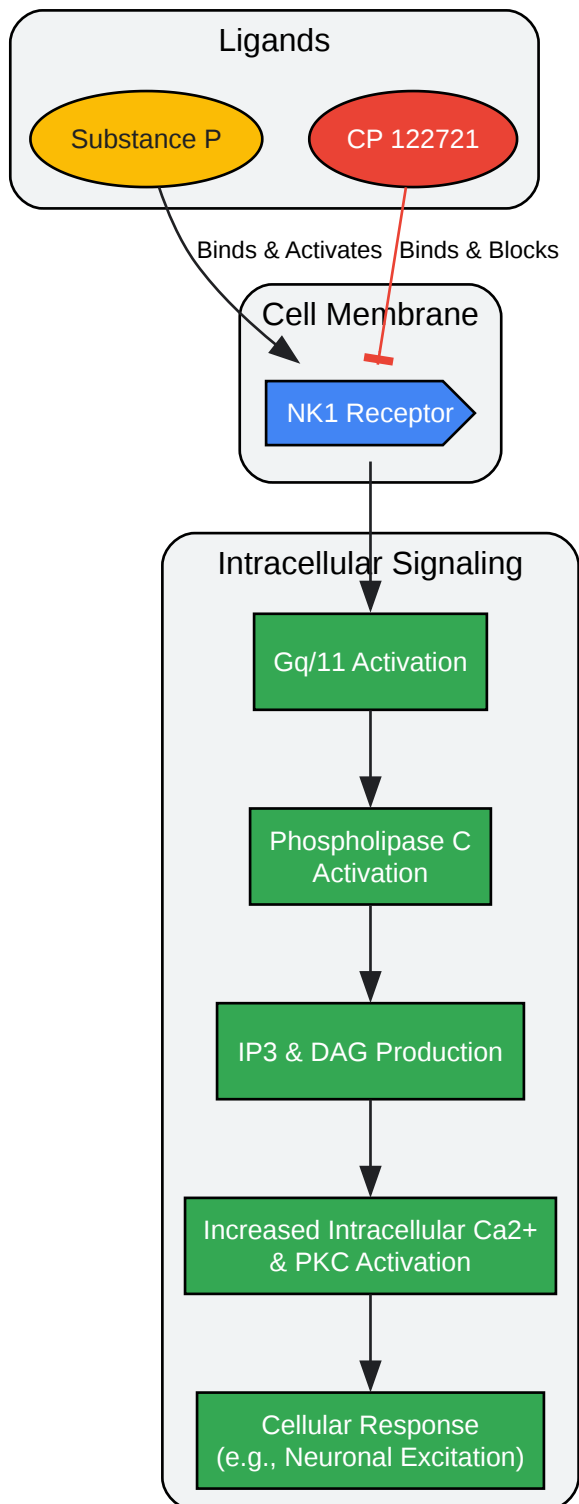 Ligands
Substance P
CP 122721
Binds & Activates
Binds & Blocks
Cell Membrane
NK1 Receptor
Intracellular Signaling
Gq/11 Activation
Phospholipase C
Activation
IP3 & DAG Production
Increased Intracellular Ca2+
& PKC Activation
Cellular Response
(e.g., Neuronal Excitation)